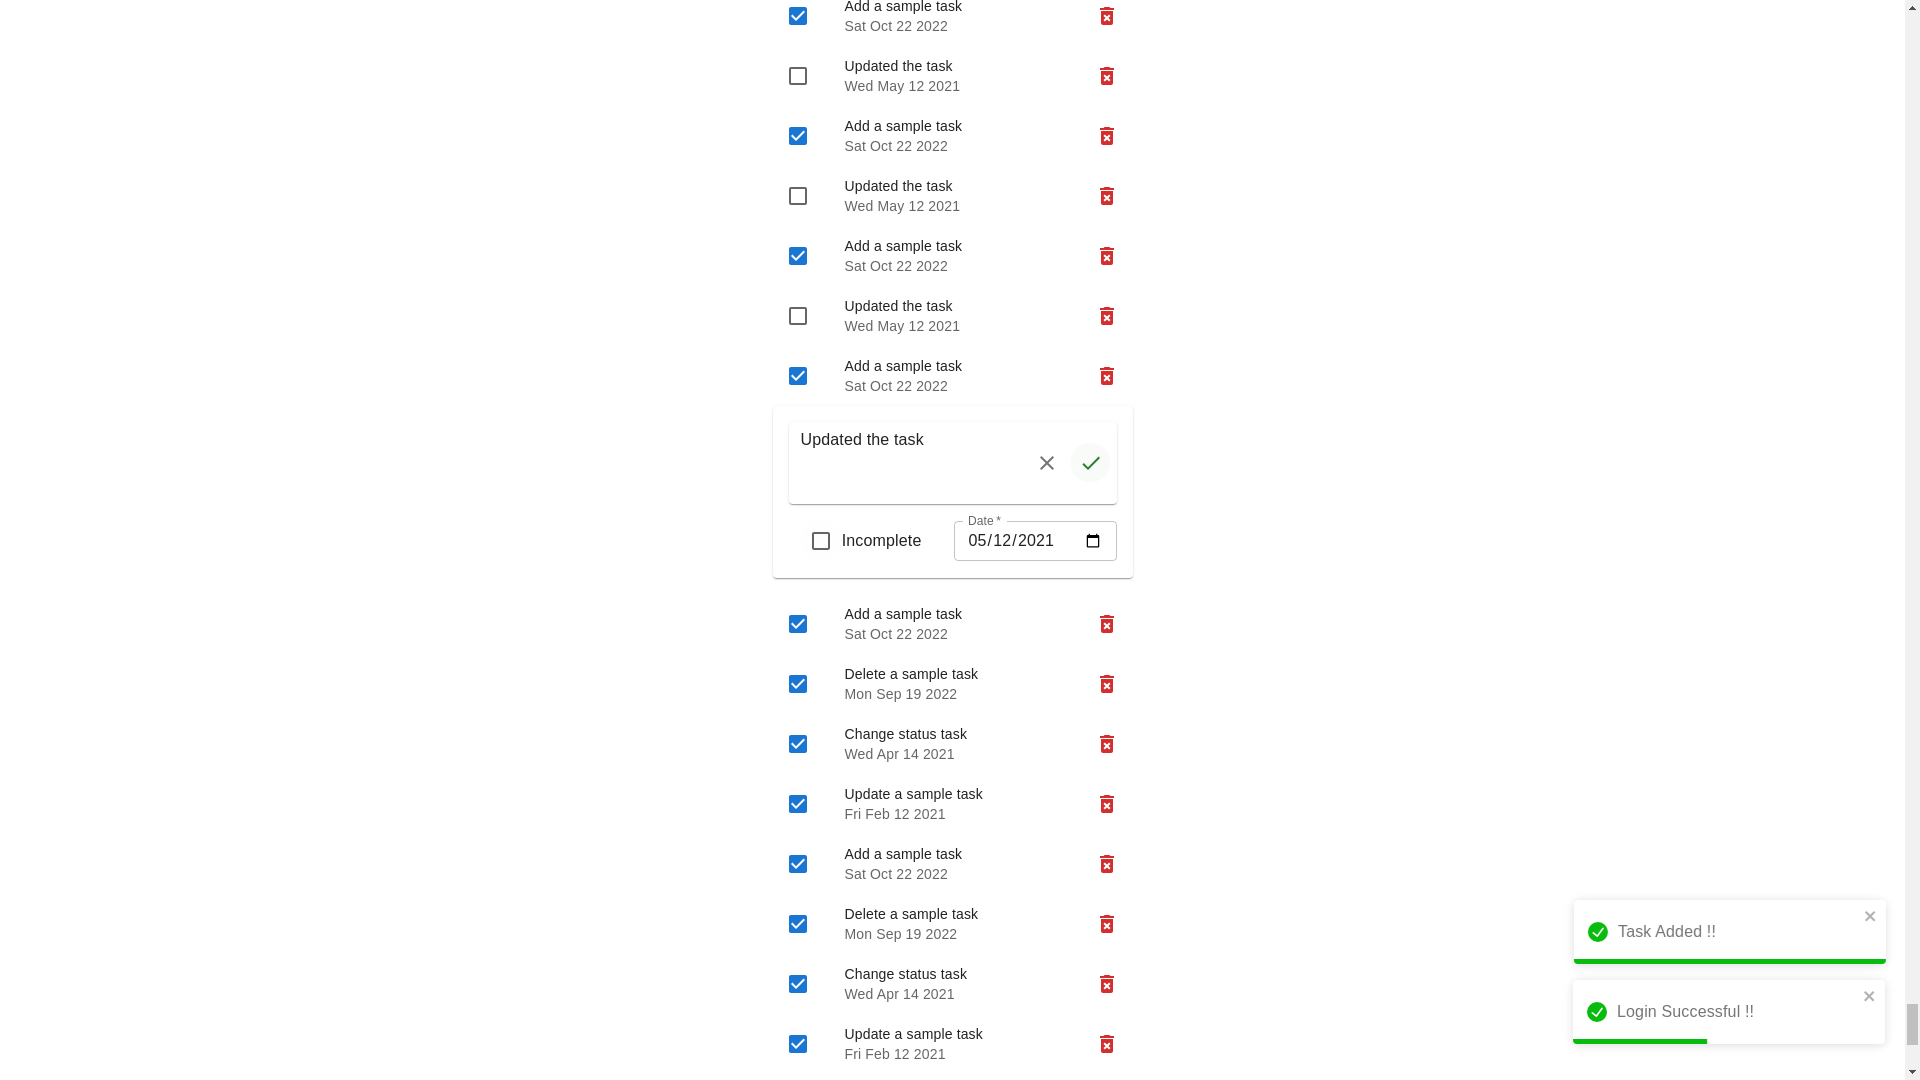 Add a sample task
Sat Oct 22 2022
Updated the task
Wed May 12 2021
Add a sample task
Sat Oct 22 2022
Updated the task
Wed May 12 2021
Add a sample task
Sat Oct 22 2022
Updated the task
Wed May 12 2021
Add a sample task
Sat Oct 22 2022
Updated the task
Date *
Incomplete
05/12/2021
Add a sample task
Sat Oct 22 2022
Delete a sample task
Mon Sep 19 2022
Change status task
Wed Apr 14 2021
Update a sample task
Fri Feb 12 2021
Add a sample task
Sat Oct 22 2022
Delete a sample task
Mon Sep 19 2022
Change status task
Wed Apr 14 2021
Update a sample task
Fri Feb 12 2021
Task Added !!
Login Successful !!